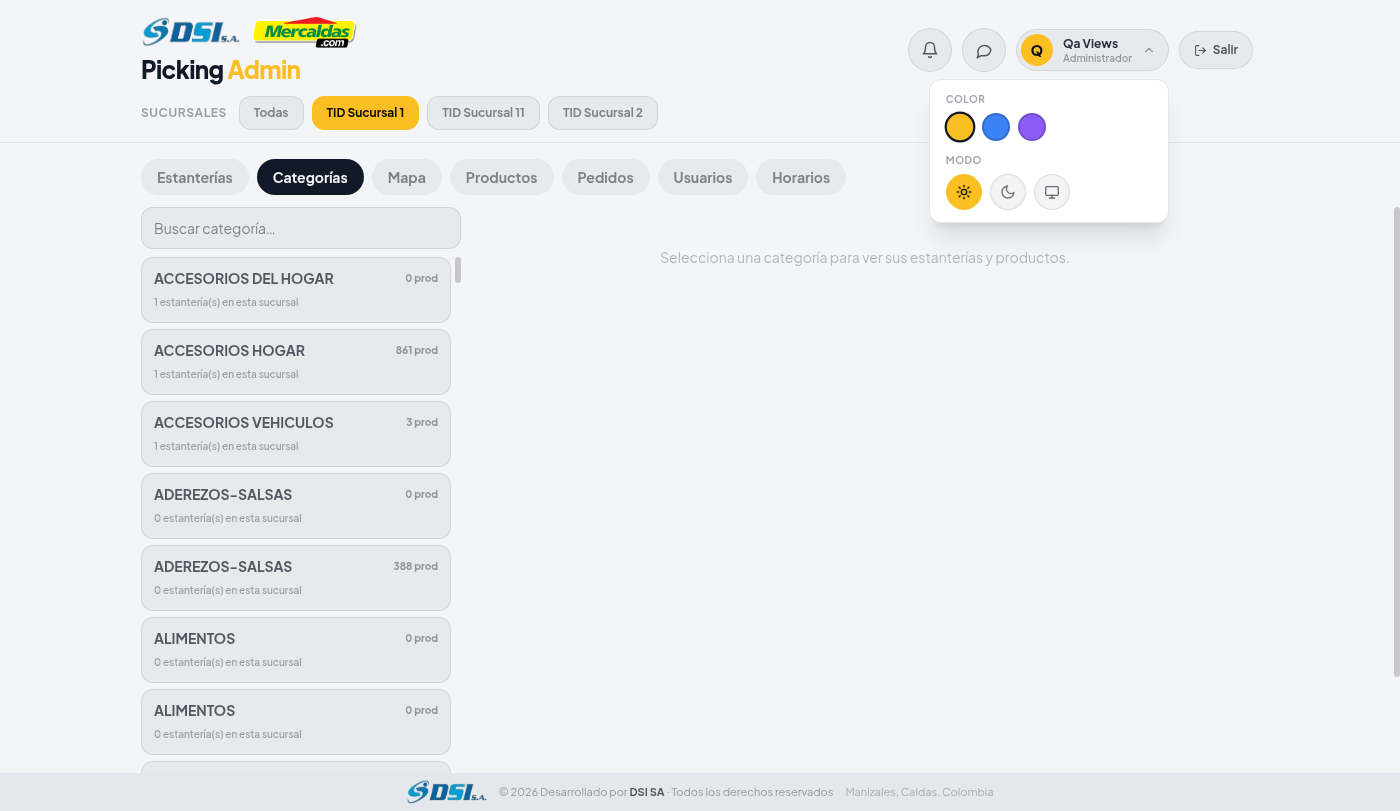 DSI S.A. Mercaldas .com
Picking Admin
Q Qa Views
Administrador
Salir
SUCURSALES Todas TID Sucursal 1 TID Sucursal 11 TID Sucursal 2
COLOR
MODO
Estanterías Categorías Mapa Productos Pedidos Usuarios Horarios
Buscar categoría...
Selecciona una categoría para ver sus estanterías y productos.
ACCESORIOS DEL HOGAR 0 prod
1 estantería(s) en esta sucursal
ACCESORIOS HOGAR 861 prod
1 estantería(s) en esta sucursal
ACCESORIOS VEHICULOS 3 prod
1 estantería(s) en esta sucursal
ADEREZOS-SALSAS 0 prod
0 estantería(s) en esta sucursal
ADEREZOS-SALSAS 388 prod
0 estantería(s) en esta sucursal
ALIMENTOS 0 prod
0 estantería(s) en esta sucursal
ALIMENTOS 0 prod
0 estantería(s) en esta sucursal
DSI S.A. © 2026 Desarrollado por DSI SA · Todos los derechos reservados Manizales, Caldas, Colombia